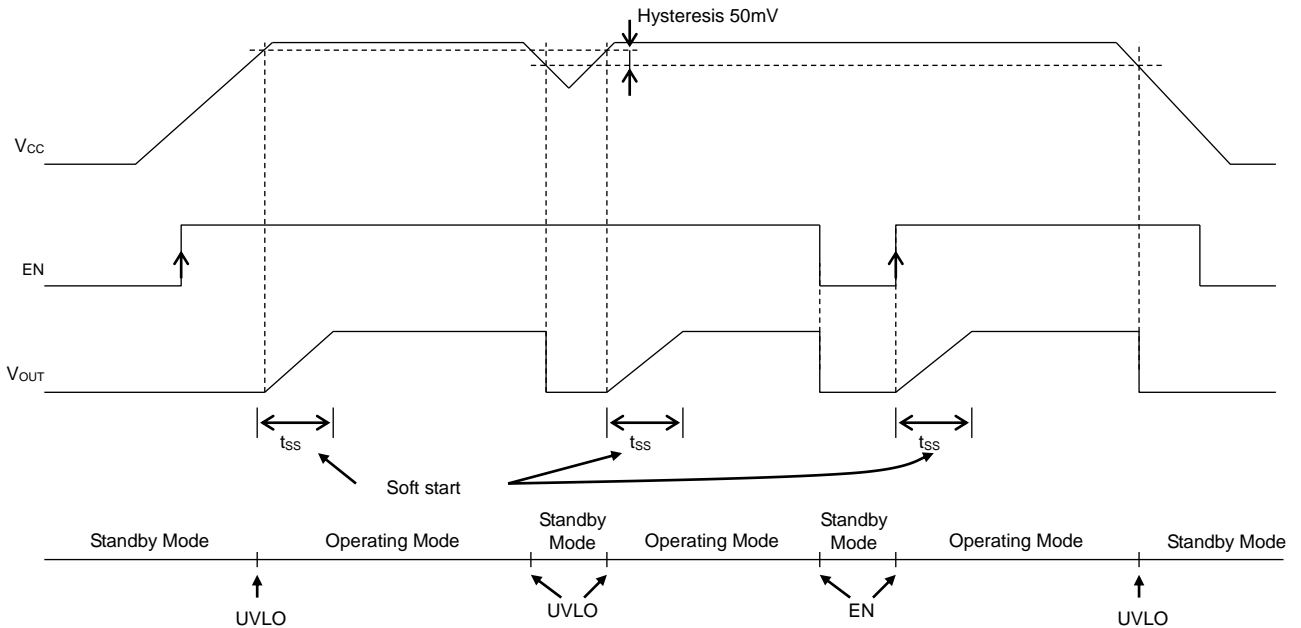 Hysteresis 50mV
VCC
EN
VOUT
tSS
tSS
tSS
Soft start
Standby Mode
Operating Mode
Standby
Mode
Operating Mode
Standby
Mode
Operating Mode
Standby Mode
UVLO
UVLO
EN
UVLO